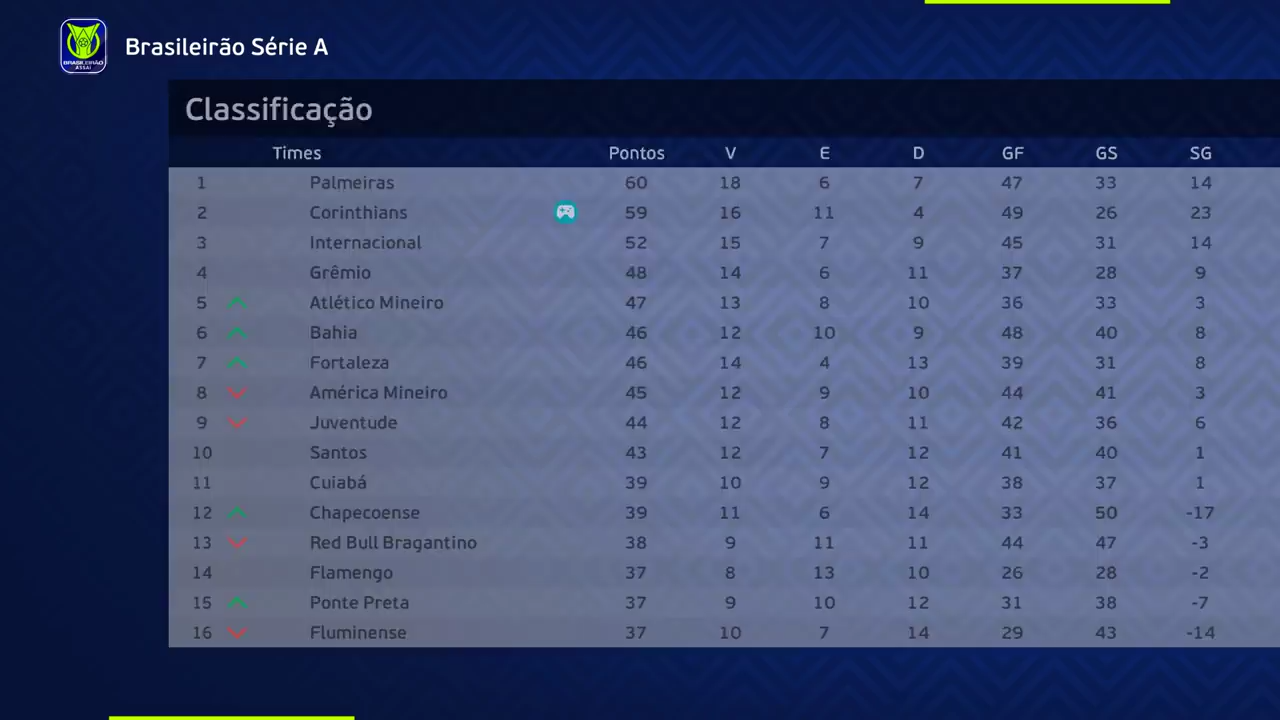 BRASILEIRÃO
ASSAÍ
Brasileirão Série A
Classificação
Times Pontos V E D GF GS SG
1 Palmeiras 60 18 6 7 47 33 14
2 Corinthians 59 16 11 4 49 26 23
3 Internacional 52 15 7 9 45 31 14
4 Grêmio 48 14 6 11 37 28 9
5 Atlético Mineiro 47 13 8 10 36 33 3
6 Bahia 46 12 10 9 48 40 8
7 Fortaleza 46 14 4 13 39 31 8
8 América Mineiro 45 12 9 10 44 41 3
9 Juventude 44 12 8 11 42 36 6
10 Santos 43 12 7 12 41 40 1
11 Cuiabá 39 10 9 12 38 37 1
12 Chapecoense 39 11 6 14 33 50 -17
13 Red Bull Bragantino 38 9 11 11 44 47 -3
14 Flamengo 37 8 13 10 26 28 -2
15 Ponte Preta 37 9 10 12 31 38 -7
16 Fluminense 37 10 7 14 29 43 -14